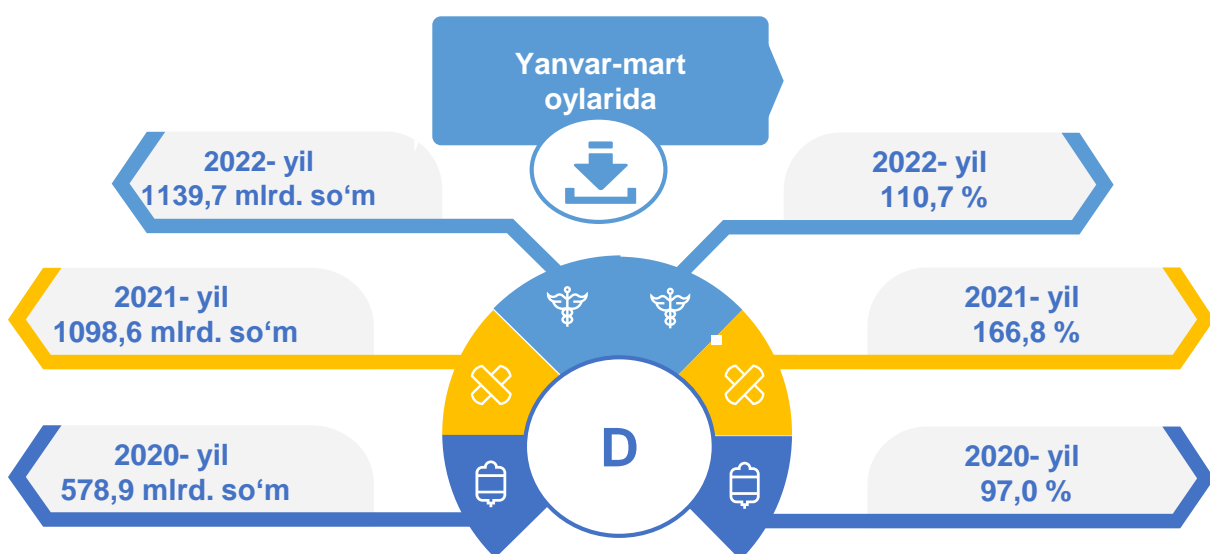 Yanvar-mart
oylarida
2022- yil
1139,7 mlrd. so‘m
2022- yil
110,7 %
2021- yil
1098,6 mlrd. so‘m
2021- yil
166,8 %
D
2020- yil
578,9 mlrd. so‘m
2020- yil
97,0 %